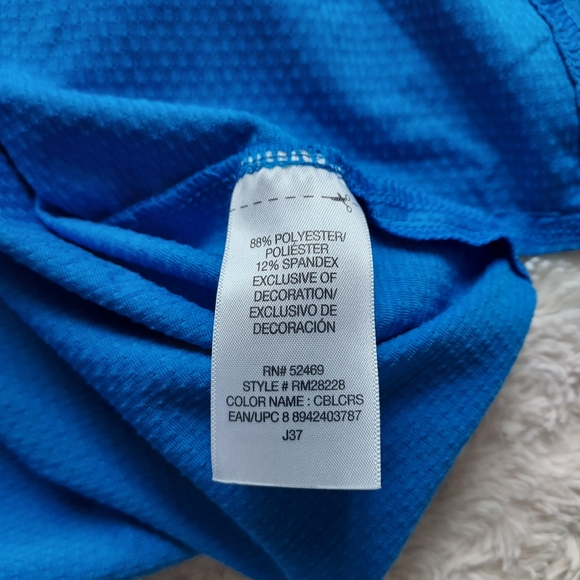 88% POLYESTER/
POLIÉSTER
12% SPANDEX
EXCLUSIVE OF
DECORATION/
EXCLUSIVO DE
DECORACIÓN
RN# 52469
STYLE # RM28228
COLOR NAME : CBLCRS
EAN/UPC 8 8942403787
J37